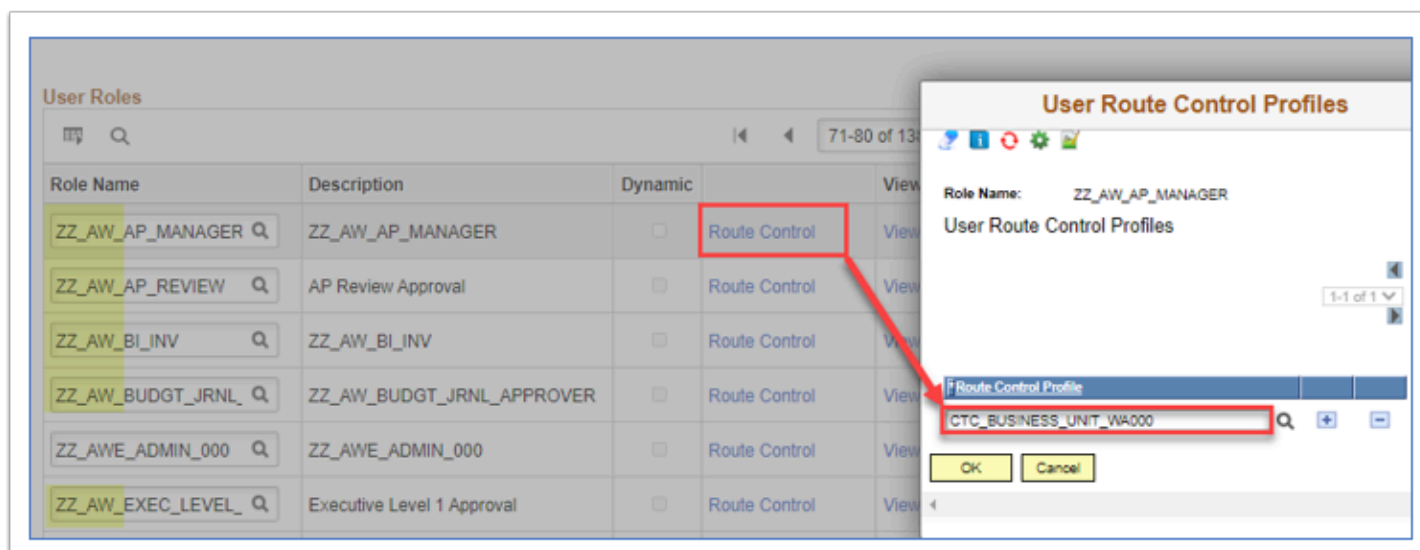 User Roles
71-80 of 13
Role Name Description Dynamic View
ZZ_AW_AP_MANAGER ZZ_AW_AP_MANAGER Route Control View
ZZ_AW_AP_REVIEW AP Review Approval Route Control View
ZZ_AW_BI_INV ZZ_AW_BI_INV Route Control View
ZZ_AW_BUDGT_JRNL_ ZZ_AW_BUDGT_JRNL_APPROVER Route Control View
ZZ_AWE_ADMIN_000 ZZ_AWE_ADMIN_000 Route Control View
ZZ_AW_EXEC_LEVEL_ Executive Level 1 Approval Route Control View
User Route Control Profiles
Role Name: ZZ_AW_AP_MANAGER
User Route Control Profiles
1-1 of 1
*Route Control Profile
CTC_BUSINESS_UNIT_WA000
OK Cancel